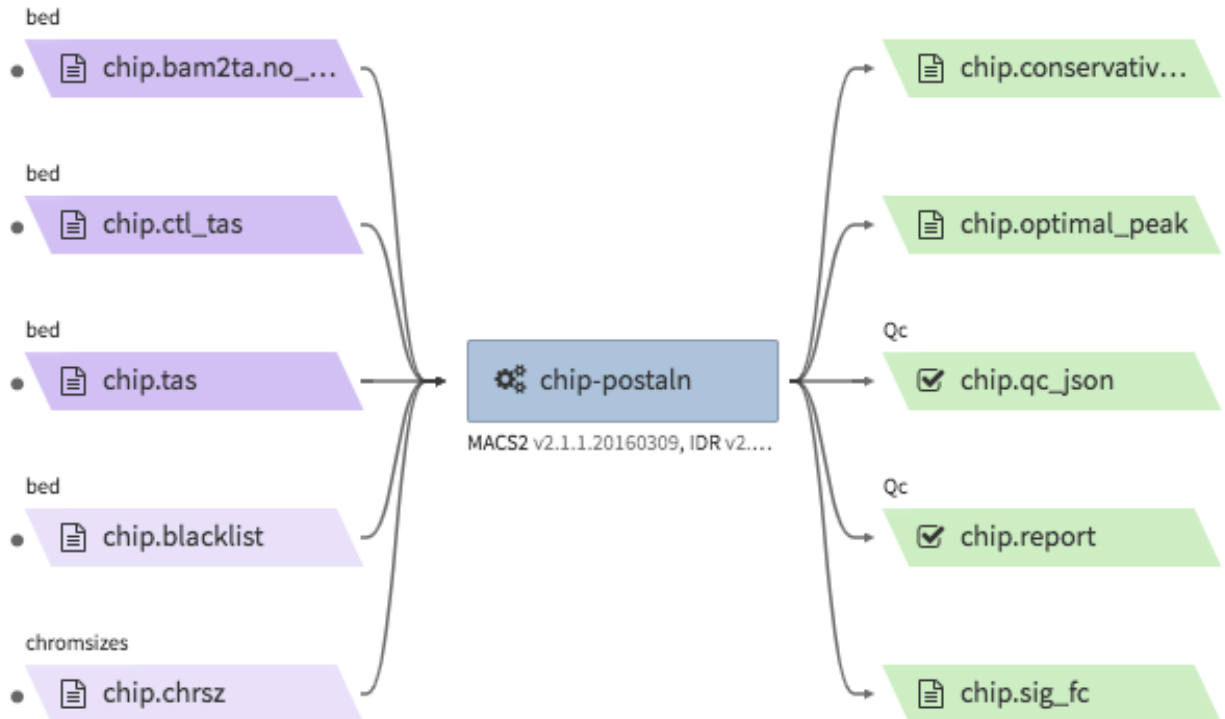 bed
chip.bam2ta.no_...
bed
chip.ctl_tas
bed
chip.tas
bed
chip.blacklist
chromsizes
chip.chrsz
chip-postaln
MACS2 v2.1.1.20160309, IDR v2....
chip.conservativ...
chip.optimal_peak
Qc
chip.qc_json
Qc
chip.report
chip.sig_fc